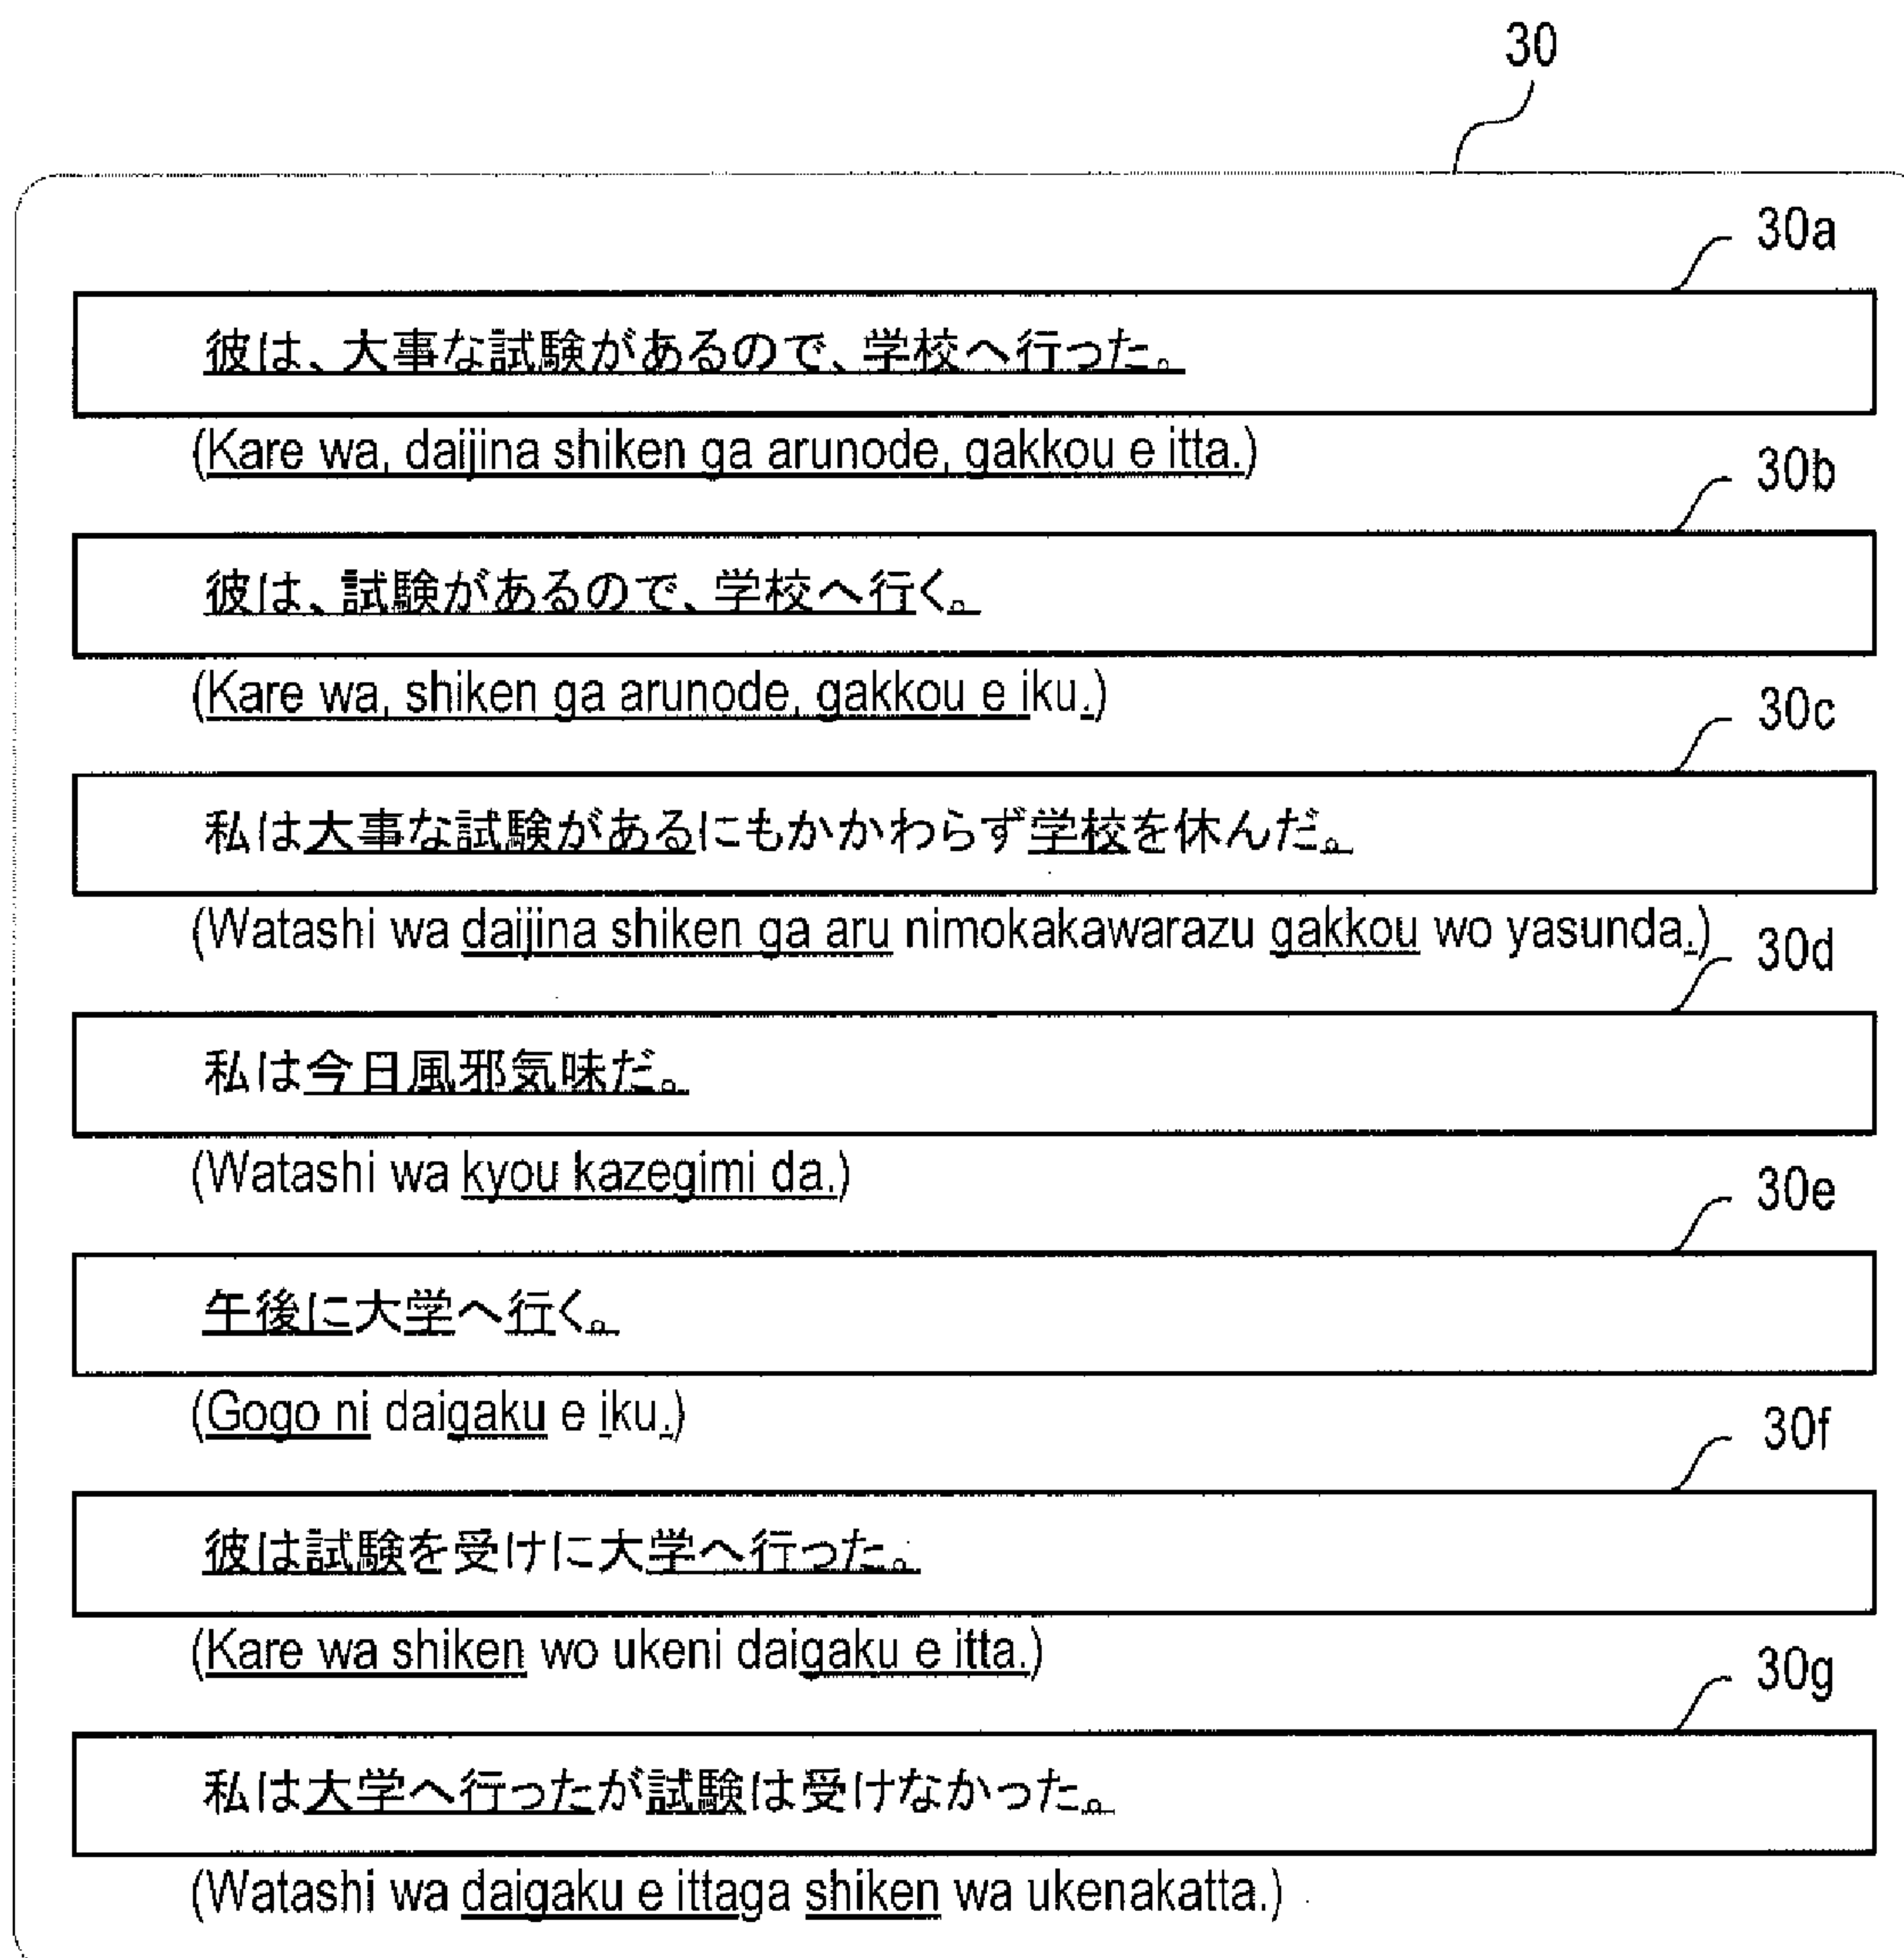 30
30a
彼は、大事な試験があるので、学校へ行った。
(Kare wa, daijina shiken ga arunode, gakkou e itta.)
30b
彼は、試験があるので、学校へ行く。
(Kare wa, shiken ga arunode, gakkou e iku.)
30c
私は大事な試験があるにもかかわらず学校を休んだ。
(Watashi wa daijina shiken ga aru nimokakawarazu gakkou wo yasunda.)
30d
私は今日風邪気味だ。
(Watashi wa kyou kazegimi da.)
30e
午後に大学へ行く。
(Gogo ni daigaku e iku.)
30f
彼は試験を受けに大学へ行った。
(Kare wa shiken wo ukeni daigaku e itta.)
30g
私は大学へ行ったが試験は受けなかった。
(Watashi wa daigaku e ittaga shiken wa ukenakatta.)